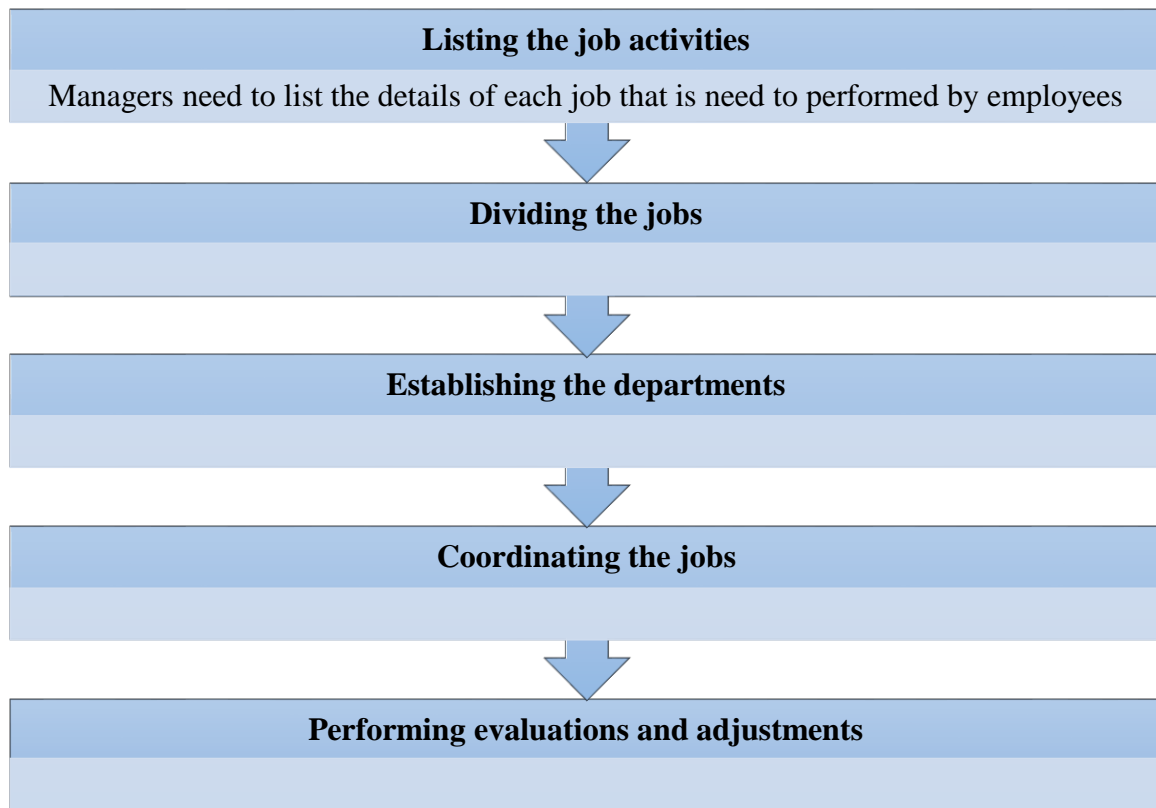 Listing the job activities
Managers need to list the details of each job that is need to performed by employees
Dividing the jobs
Establishing the departments
Coordinating the jobs
Performing evaluations and adjustments